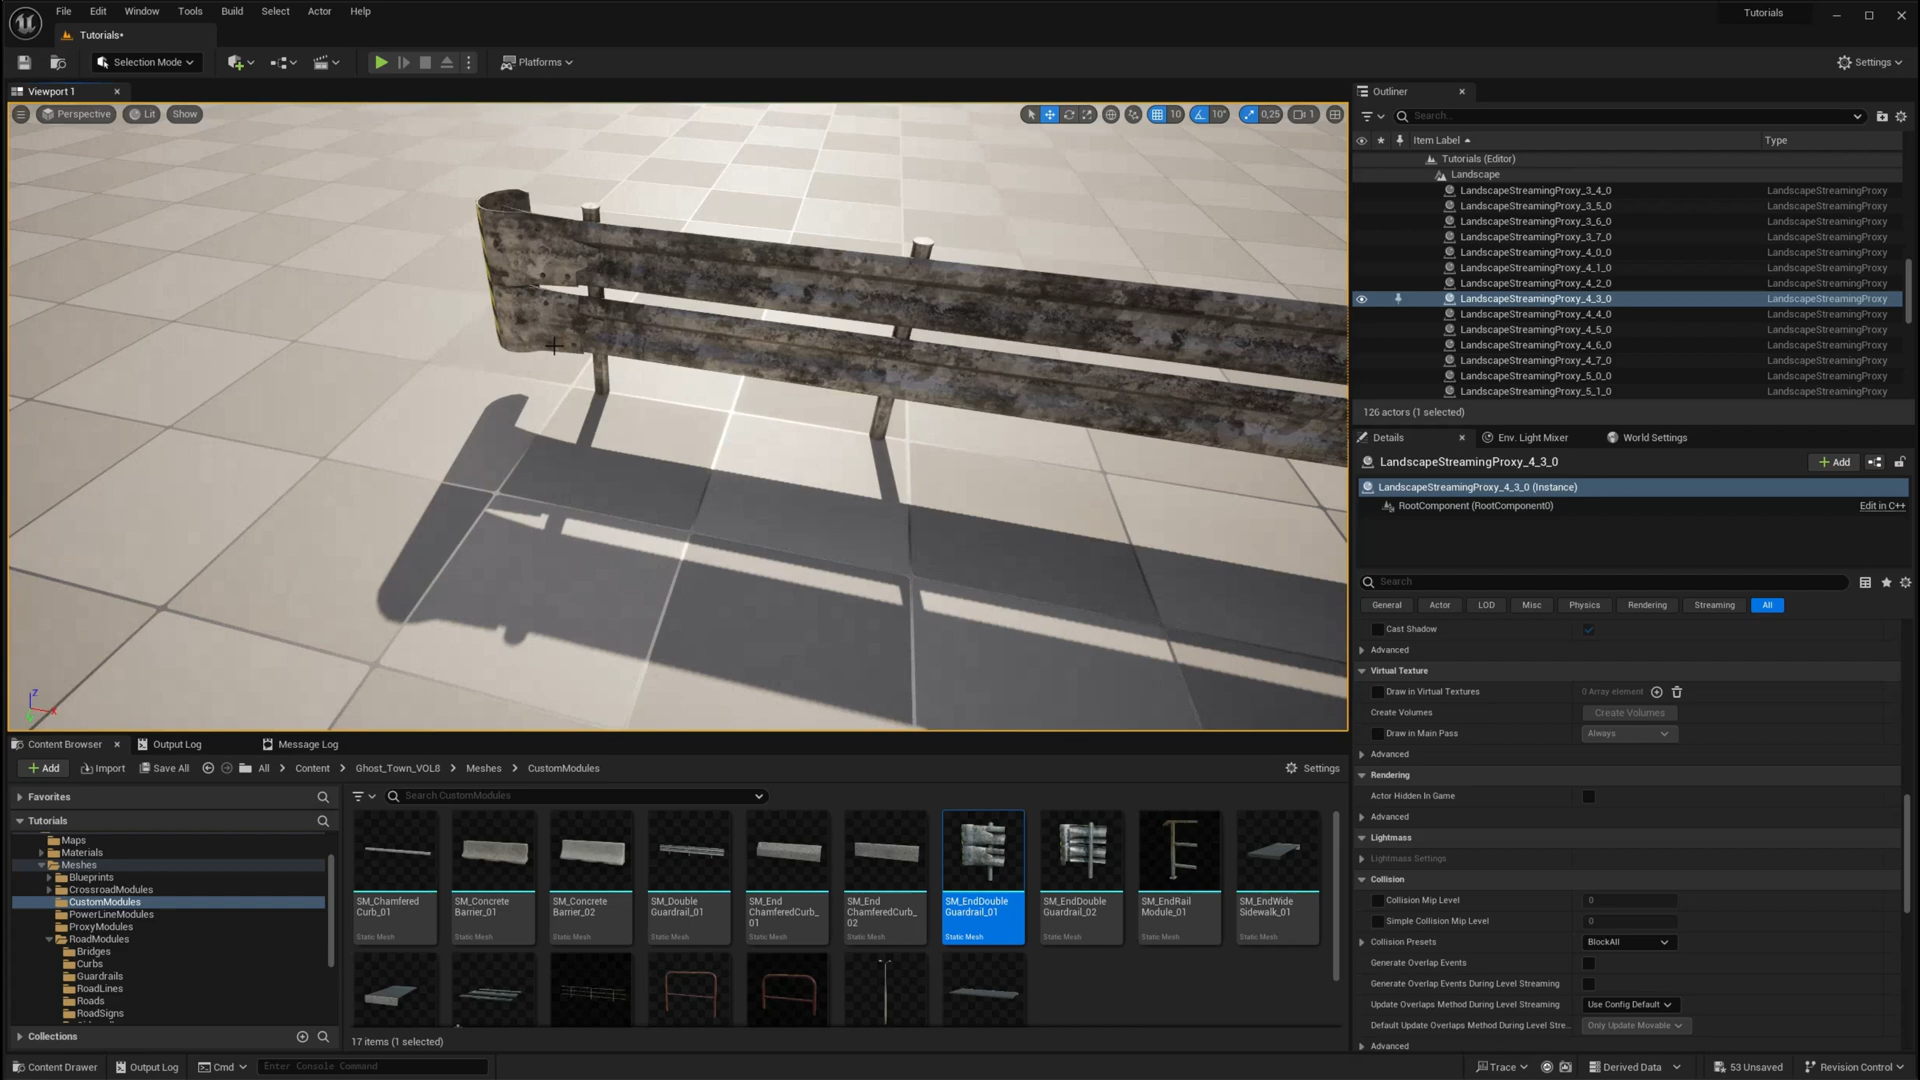 File Edit Window Tools Build Select Actor Help
Tutorials
Tutorials•
Selection Mode
Platforms
Settings
Viewport 1
Perspective
Lit
Show
10
10°
0,25
1
Z
X
Outliner
Search...
Item Label
Type
Tutorials (Editor)
Landscape
LandscapeStreamingProxy_3_4_0 LandscapeStreamingProxy
LandscapeStreamingProxy_3_5_0 LandscapeStreamingProxy
LandscapeStreamingProxy_3_6_0 LandscapeStreamingProxy
LandscapeStreamingProxy_3_7_0 LandscapeStreamingProxy
LandscapeStreamingProxy_4_0_0 LandscapeStreamingProxy
LandscapeStreamingProxy_4_1_0 LandscapeStreamingProxy
LandscapeStreamingProxy_4_2_0 LandscapeStreamingProxy
LandscapeStreamingProxy_4_3_0 LandscapeStreamingProxy
LandscapeStreamingProxy_4_4_0 LandscapeStreamingProxy
LandscapeStreamingProxy_4_5_0 LandscapeStreamingProxy
LandscapeStreamingProxy_4_6_0 LandscapeStreamingProxy
LandscapeStreamingProxy_4_7_0 LandscapeStreamingProxy
LandscapeStreamingProxy_5_0_0 LandscapeStreamingProxy
LandscapeStreamingProxy_5_1_0 LandscapeStreamingProxy
126 actors (1 selected)
Details
Env. Light Mixer
World Settings
LandscapeStreamingProxy_4_3_0
Add
LandscapeStreamingProxy_4_3_0 (Instance)
RootComponent (RootComponent0)
Edit in C++
Search
General Actor LOD Misc Physics Rendering Streaming All
Cast Shadow
Advanced
Virtual Texture
Draw in Virtual Textures 0 Array element
Create Volumes Create Volumes
Draw in Main Pass Always
Advanced
Rendering
Actor Hidden In Game
Advanced
Lightmass
Lightmass Settings
Collision
Collision Mip Level 0
Simple Collision Mip Level 0
Collision Presets BlockAll
Generate Overlap Events
Generate Overlap Events During Level Streaming
Update Overlaps Method During Level Streaming Use Config Default
Default Update Overlaps Method During Level Stre... Only Update Movable
Advanced
Content Browser
Output Log
Message Log
Add
Import
Save All
All > Content > Ghost_Town_VOL8 > Meshes > CustomModules
Settings
Favorites
Tutorials
Maps
Materials
Meshes
Blueprints
CrossroadModules
CustomModules
PowerLineModules
ProxyModules
RoadModules
Bridges
Curbs
Guardrails
RoadLines
Roads
RoadSigns
Collections
Search CustomModules
SM_Chamfered
Curb_01
Static Mesh
SM_Concrete
Barrier_01
Static Mesh
SM_Concrete
Barrier_02
Static Mesh
SM_Double
Guardrail_01
Static Mesh
SM_End
ChamferedCurb_
01
Static Mesh
SM_End
ChamferedCurb_
02
Static Mesh
SM_EndDouble
Guardrail_01
Static Mesh
SM_EndDouble
Guardrail_02
Static Mesh
SM_EndRail
Module_01
Static Mesh
SM_EndWide
Sidewalk_01
Static Mesh
17 items (1 selected)
Content Drawer
Output Log
Cmd
Enter Console Command
Trace
Derived Data
53 Unsaved
Revision Control